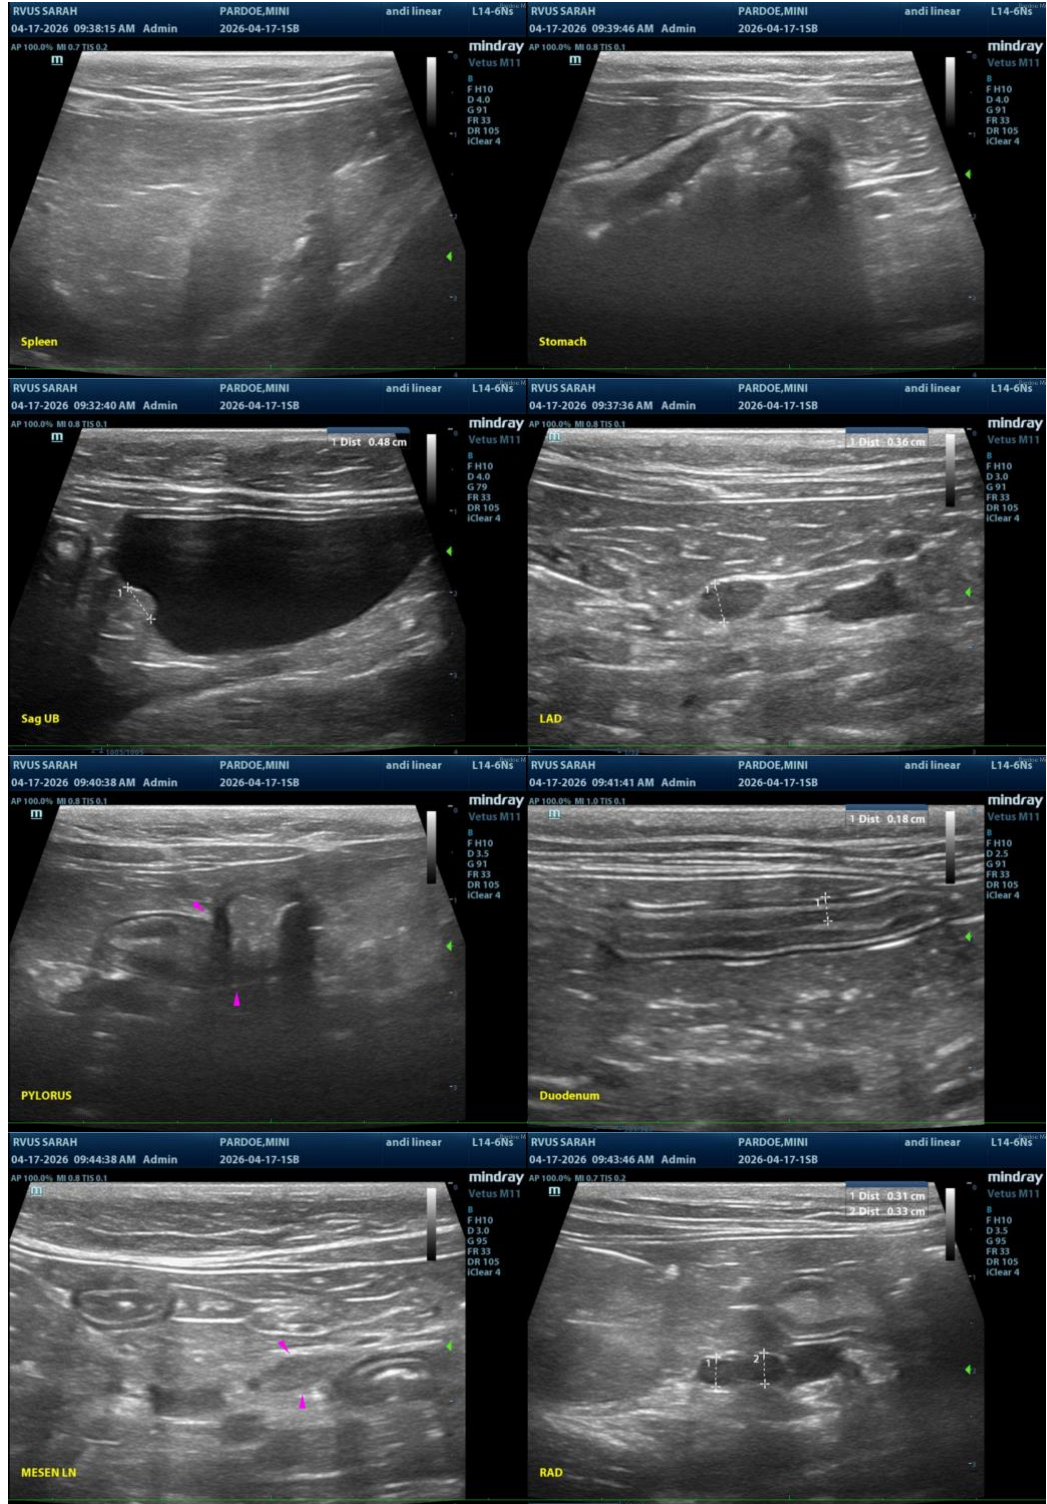 RVUS SARAH PARDOE,MINI andi linear L14-6Ns
04-17-2026 09:38:15 AM Admin 2026-04-17-1SB
AP 100.0% MI 0.7 TIS 0.2 mindray
m
Vetus M11
B
F H10
D 4.0
G 91
FR 33
DR 105
iClear 4
Spleen
RVUS SARAH PARDOE,MINI andi linear L14-6Ns
04-17-2026 09:39:46 AM Admin 2026-04-17-1SB
AP 100.0% MI 0.8 TIS 0.1 mindray
m
Vetus M11
B
F H10
D 4.0
G 91
FR 33
DR 105
iClear 4
Stomach
RVUS SARAH PARDOE,MINI andi linear L14-6Ns
04-17-2026 09:32:40 AM Admin 2026-04-17-1SB
AP 100.0% MI 0.8 TIS 0.1 mindray
m
1 Dist 0.48 cm
Vetus M11
B
F H10
D 4.0
G 79
FR 33
DR 105
iClear 4
1
Sag UB
RVUS SARAH PARDOE,MINI andi linear L14-6Ns
04-17-2026 09:37:36 AM Admin 2026-04-17-1SB
AP 100.0% MI 0.8 TIS 0.1 mindray
m
1 Dist 0.36 cm
Vetus M11
B
F H10
D 3.0
G 91
FR 33
DR 105
iClear 4
1
LAD
RVUS SARAH PARDOE,MINI andi linear L14-6Ns
04-17-2026 09:40:38 AM Admin 2026-04-17-1SB
AP 100.0% MI 0.8 TIS 0.1 mindray
m
Vetus M11
B
F H10
D 3.5
G 91
FR 33
DR 105
iClear 4
PYLORUS
RVUS SARAH PARDOE,MINI andi linear L14-6Ns
04-17-2026 09:41:41 AM Admin 2026-04-17-1SB
AP 100.0% MI 1.0 TIS 0.1 mindray
m
1 Dist 0.18 cm
Vetus M11
B
F H10
D 2.5
G 91
FR 33
DR 105
iClear 4
1
Duodenum
RVUS SARAH PARDOE,MINI andi linear L14-6Ns
04-17-2026 09:44:38 AM Admin 2026-04-17-1SB
AP 100.0% MI 0.8 TIS 0.1 mindray
m
Vetus M11
B
F H10
D 3.0
G 95
FR 33
DR 105
iClear 4
MESEN LN
RVUS SARAH PARDOE,MINI andi linear L14-6Ns
04-17-2026 09:43:46 AM Admin 2026-04-17-1SB
AP 100.0% MI 0.7 TIS 0.2 mindray
m
1 Dist 0.31 cm
2 Dist 0.33 cm
Vetus M11
B
F H10
D 3.5
G 91
FR 33
DR 105
iClear 4
1 2
RAD